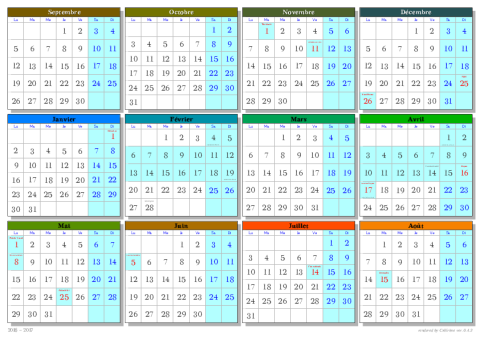 Septembre
Lu Ma Me Je Ve Sa Di
1 2 3 4
5 6 7 8 9 10 11
12 13 14 15 16 17 18
19 20 21 22 23 24 25
26 27 28 29 30
Octobre
Lu Ma Me Je Ve Sa Di
1 2
3 4 5 6 7 8 9
10 11 12 13 14 15 16
17 18 19 20 21 22 23
24 25 26 27 28 29 30
31
Novembre
Lu Ma Me Je Ve Sa Di
1 2 3 4 5 6
7 8 9 10 11 12 13
14 15 16 17 18 19 20
21 22 23 24 25 26 27
28 29 30
Décembre
Lu Ma Me Je Ve Sa Di
1 2 3 4
5 6 7 8 9 10 11
12 13 14 15 16 17 18
19 20 21 22 23 24 25
26 27 28 29 30 31
Janvier
Lu Ma Me Je Ve Sa Di
1
2 3 4 5 6 7 8
9 10 11 12 13 14 15
16 17 18 19 20 21 22
23 24 25 26 27 28 29
30 31
Février
Lu Ma Me Je Ve Sa Di
1 2 3 4 5
6 7 8 9 10 11 12
13 14 15 16 17 18 19
20 21 22 23 24 25 26
27 28
Mars
Lu Ma Me Je Ve Sa Di
1 2 3 4 5
6 7 8 9 10 11 12
13 14 15 16 17 18 19
20 21 22 23 24 25 26
27 28 29 30 31
Avril
Lu Ma Me Je Ve Sa Di
1 2
3 4 5 6 7 8 9
10 11 12 13 14 15 16
17 18 19 20 21 22 23
24 25 26 27 28 29 30
Mai
Lu Ma Me Je Ve Sa Di
1 2 3 4 5 6 7
8 9 10 11 12 13 14
15 16 17 18 19 20 21
22 23 24 25 26 27 28
29 30 31
Juin
Lu Ma Me Je Ve Sa Di
1 2 3 4
5 6 7 8 9 10 11
12 13 14 15 16 17 18
19 20 21 22 23 24 25
26 27 28 29 30
Juillet
Lu Ma Me Je Ve Sa Di
1 2
3 4 5 6 7 8 9
10 11 12 13 14 15 16
17 18 19 20 21 22 23
24 25 26 27 28 29 30
31
Août
Lu Ma Me Je Ve Sa Di
1 2 3 4 5 6
7 8 9 10 11 12 13
14 15 16 17 18 19 20
21 22 23 24 25 26 27
28 29 30 31
2016 - 2017